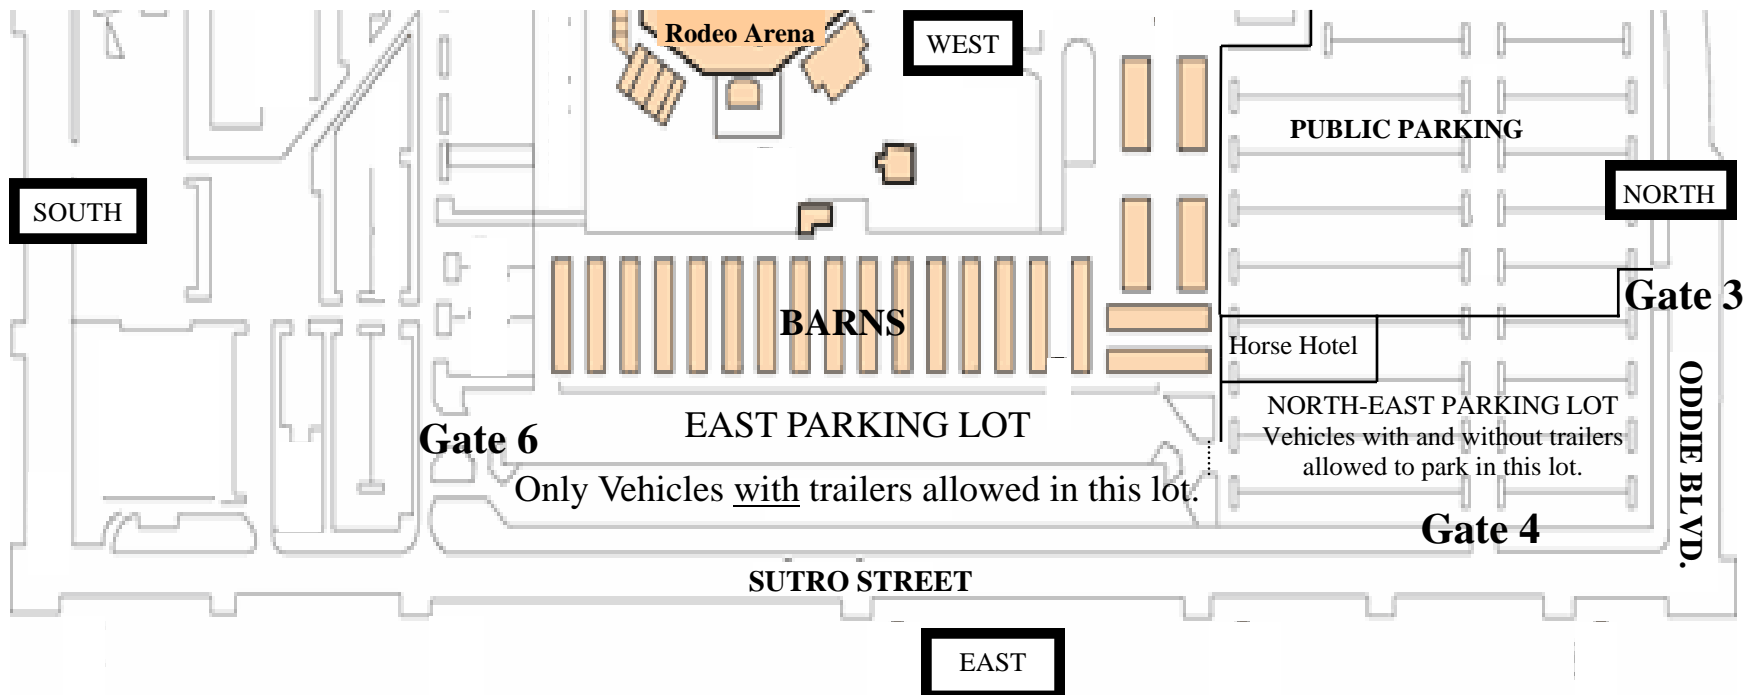 Rodeo Arena
WEST
PUBLIC PARKING
SOUTH
NORTH
Gate 3
BARNS
Horse Hotel
ODDIE BLVD.
EAST PARKING LOT
NORTH-EAST PARKING LOT
Vehicles with and without trailers
allowed to park in this lot.
Gate 6
Only Vehicles with trailers allowed in this lot.
Gate 4
SUTRO STREET
EAST